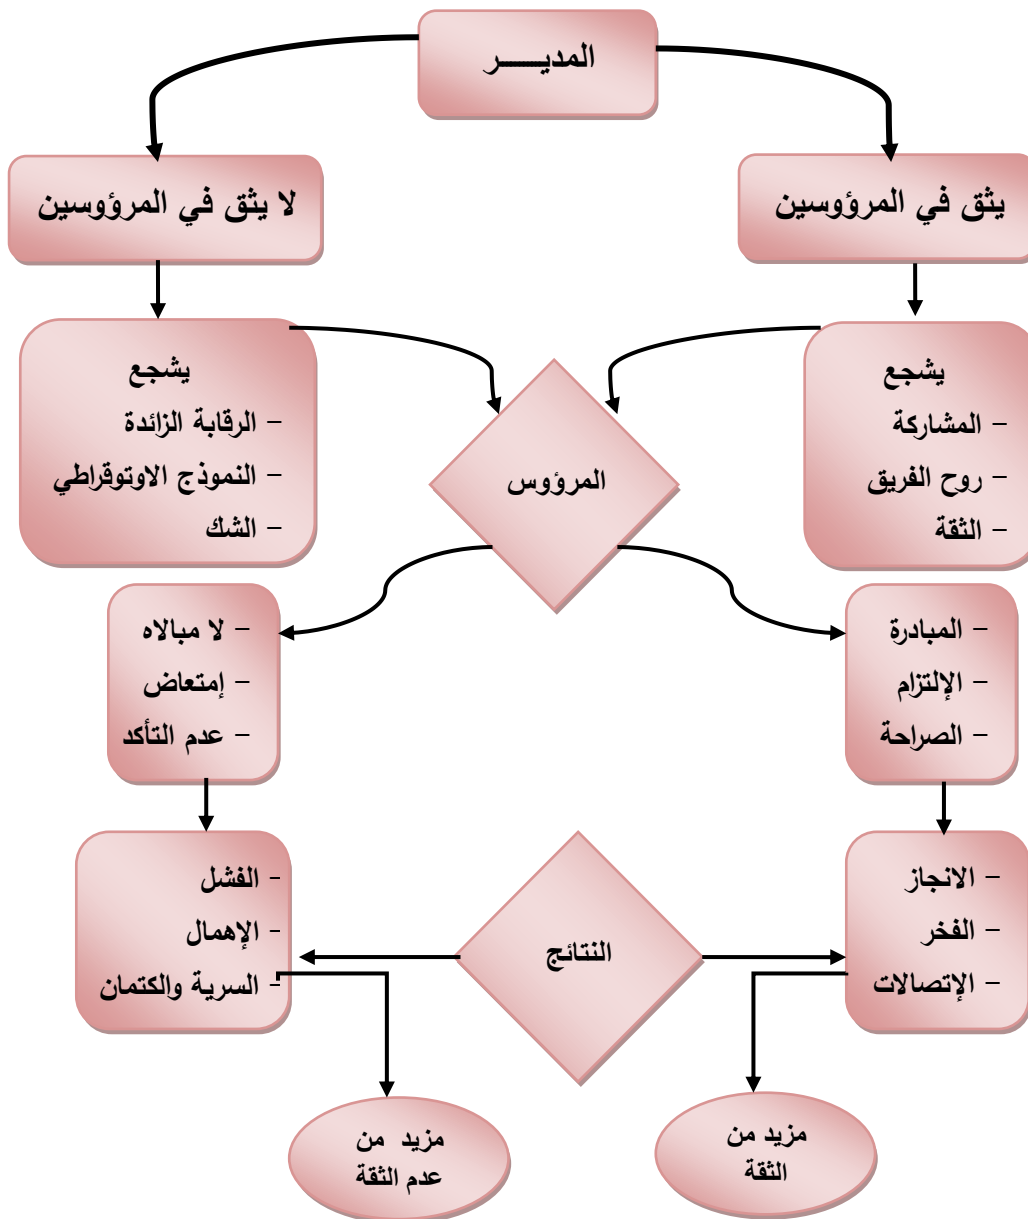 المديـــــر
يثق في المرؤوسين
لا يثق في المرؤوسين
يشجع
- المشاركة
- روح الفريق
- الثقة
يشجع
- الرقابة الزائدة
- النموذج الاوتوقراطي
- الشك
المرؤوس
- المبادرة
- الإلتزام
- الصراحة
- لا مبالاه
- إمتعاض
- عدم التأكد
النتائج
- الانجاز
- الفخر
- الإتصالات
- الفشل
- الإهمال
- السرية والكتمان
مزيد من
الثقة
مزيد من
عدم الثقة